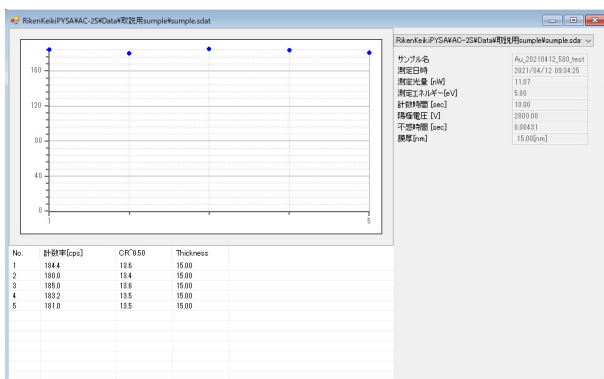 RikenKeikiPYSA¥AC-2S¥Data¥取説用sumple¥sumple.sdat
RikenKeikiPYSA¥AC-2S¥Data¥取説用sumple¥sumple.sda
160
120
80
40
0
1
5
サンプル名 Au_20210412_580_test
測定日時 2021/04/12 09:34:25
測定光量 [nW] 11.07
測定エネルギー[eV] 5.80
計数時間 [sec] 10.00
陽極電圧 [V] 2800.00
不感時間 [sec] 0.00431
膜厚[nm] 15.00[nm]
No. 計数率[cps] CR^0.50 Thickness
1 184.4 13.6 15.00
2 180.0 13.4 15.00
3 185.0 13.6 15.00
4 183.2 13.5 15.00
5 181.0 13.5 15.00